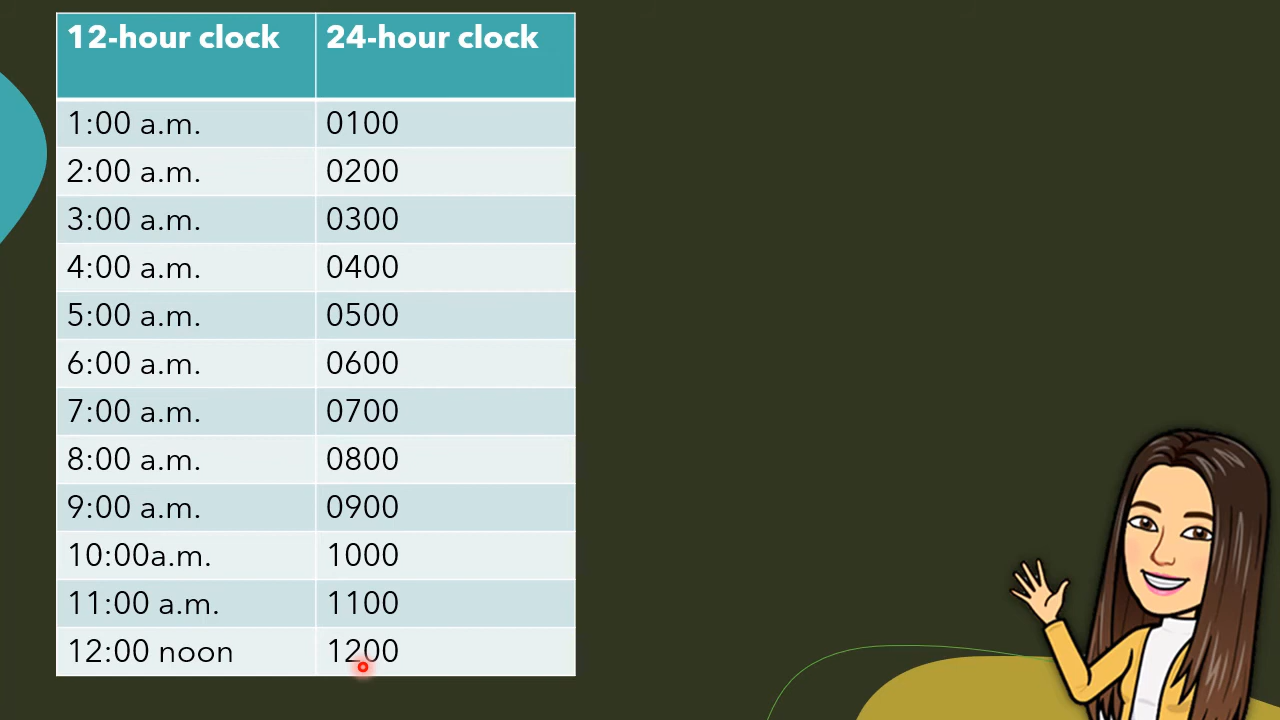 12-hour clock 24-hour clock
1:00 a.m. 0100
2:00 a.m. 0200
3:00 a.m. 0300
4:00 a.m. 0400
5:00 a.m. 0500
6:00 a.m. 0600
7:00 a.m. 0700
8:00 a.m. 0800
9:00 a.m. 0900
10:00a.m. 1000
11:00 a.m. 1100
12:00 noon 1200